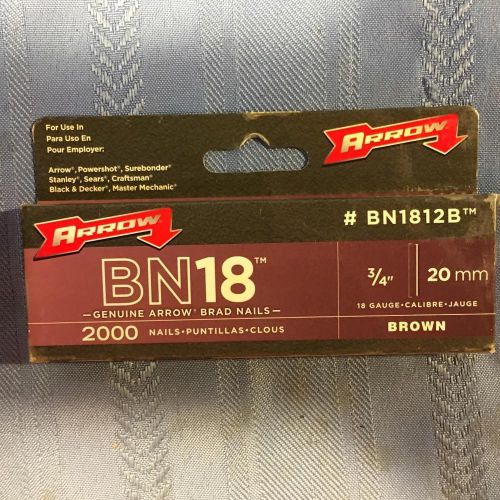 For Use In
Para Uso En
Pour Employer:
Arrow®, Powershot®, Surebonder®
Stanley®, Sears®, Craftsman®
Black & Decker®, Master Mechanic®
ARROW
ARROW
# BN1812B™
BN18™
GENUINE ARROW® BRAD NAILS
2000 NAILS•PUNTILLAS•CLOUS
3/4" 20 mm
18 GAUGE•CALIBRE•JAUGE
BROWN